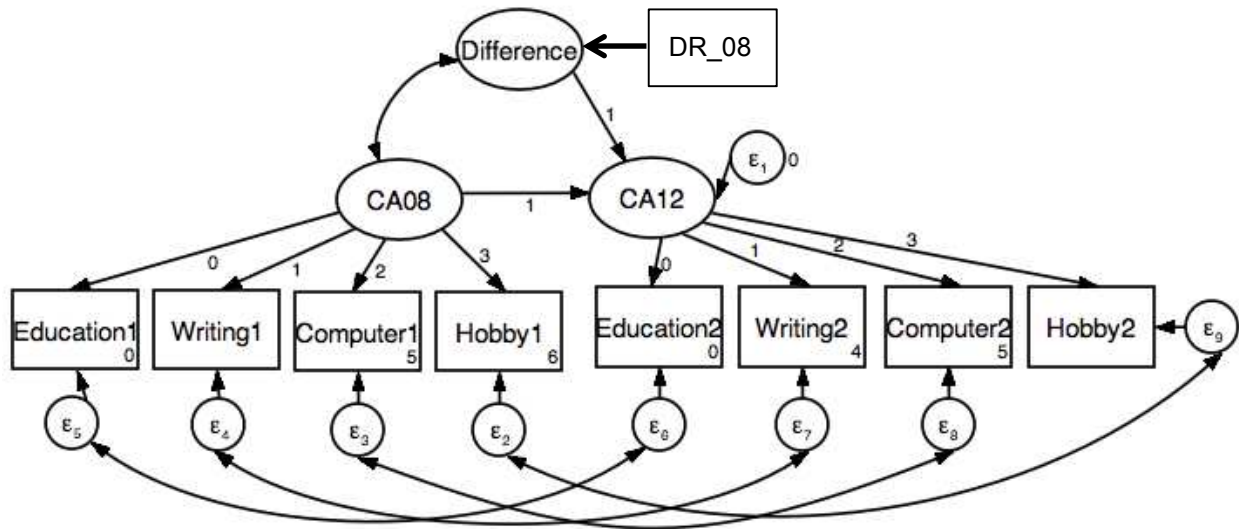 Difference
DR_08
1
ε1 0
CA08
1
CA12
0
1
2
3
0
1
2
3
Education1
0
Writing1
Computer1
5
Hobby1
6
Education2
0
Writing2
4
Computer2
5
Hobby2
ε9
ε5
ε4
ε3
ε2
ε6
ε7
ε8